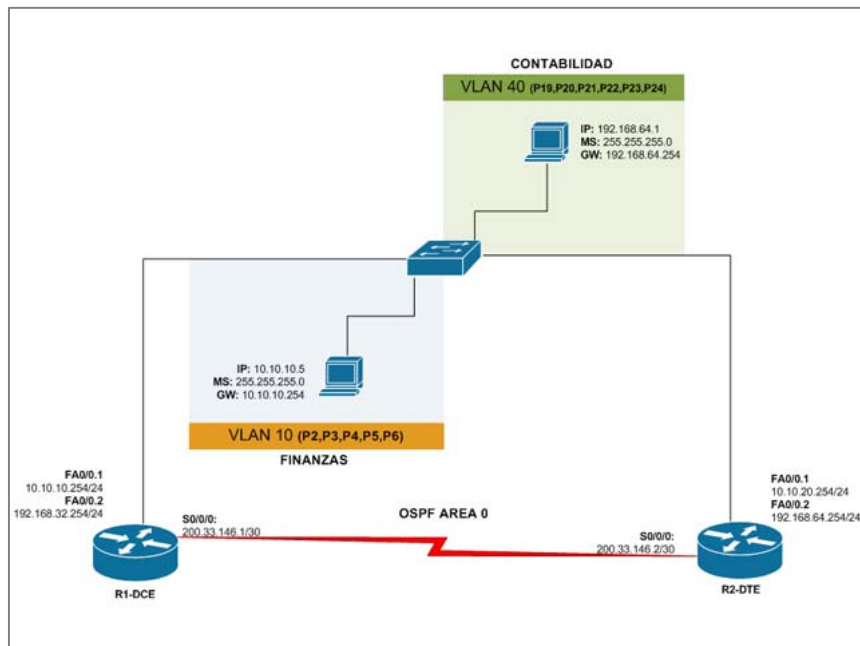 CONTABILIDAD
VLAN 40 (P19,P20,P21,P22,P23,P24)
IP: 192.168.64.1
MS: 255.255.255.0
GW: 192.168.64.254
IP: 10.10.10.5
MS: 255.255.255.0
GW: 10.10.10.254
VLAN 10 (P2,P3,P4,P5,P6)
FINANZAS
FA0/0.1
10.10.10.254/24
FA0/0.2
192.168.32.254/24
S0/0/0:
200.33.146.1/30
OSPF AREA 0
S0/0/0:
200.33.146.2/30
FA0/0.1
10.10.20.254/24
FA0/0.2
192.168.64.254/24
R1-DCE
R2-DTE